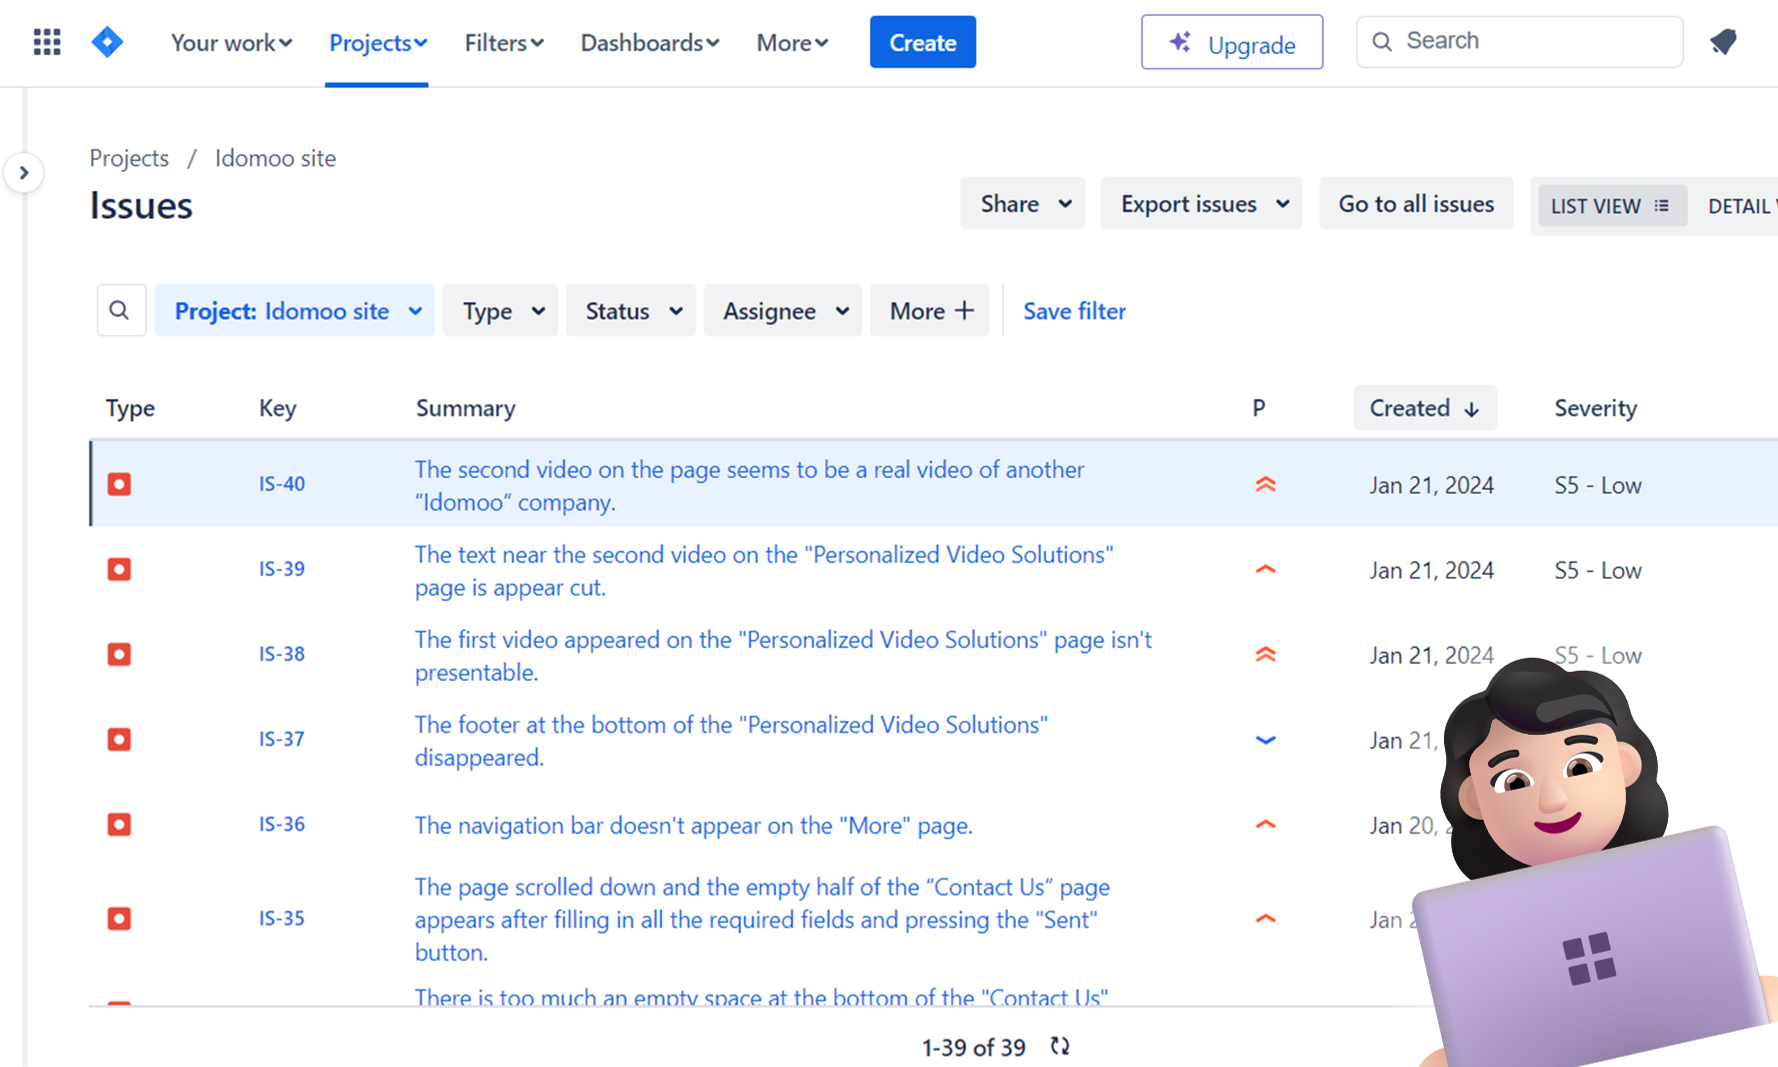 Your work Projects Filters Dashboards More Create Upgrade Search
Projects / Idomoo site
Issues
Share Export issues Go to all issues LIST VIEW DETAIL
Project: Idomoo site Type Status Assignee More + Save filter
Type Key Summary P Created ↓ Severity
IS-40 The second video on the page seems to be a real video of another
“Idomoo“ company.
Jan 21, 2024 S5 - Low
IS-39 The text near the second video on the "Personalized Video Solutions"
page is appear cut.
Jan 21, 2024 S5 - Low
IS-38 The first video appeared on the "Personalized Video Solutions" page isn't
presentable.
Jan 21, 2024 S5 - Low
IS-37 The footer at the bottom of the "Personalized Video Solutions"
disappeared.
Jan 21,
IS-36 The navigation bar doesn't appear on the "More" page.
Jan 20,
IS-35 The page scrolled down and the empty half of the “Contact Us“ page
appears after filling in all the required fields and pressing the "Sent"
button.
Jan
There is too much an empty space at the bottom of the "Contact Us"
1-39 of 39